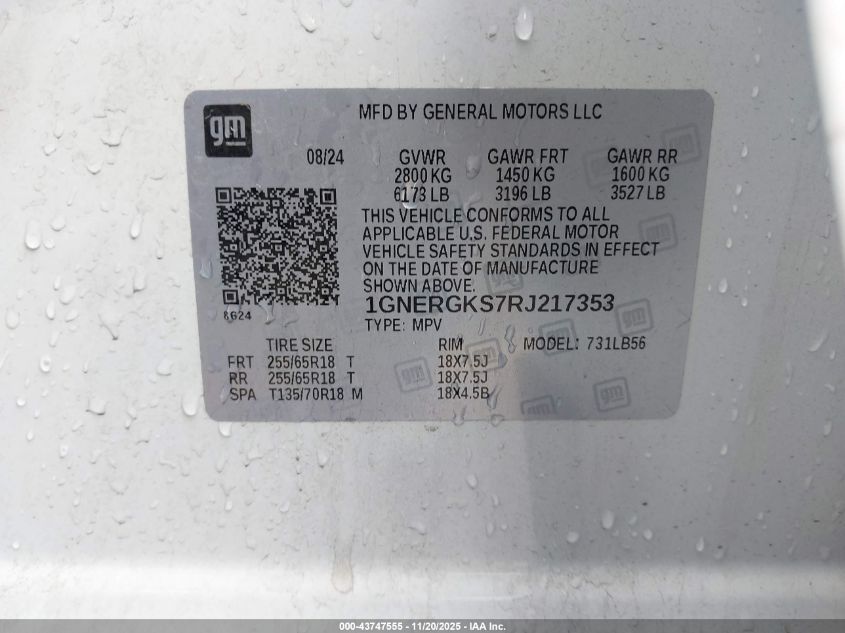 gm
MFD BY GENERAL MOTORS LLC
08/24 GVWR GAWR FRT GAWR RR
2800 KG 1450 KG 1600 KG
6173 LB 3196 LB 3527 LB
THIS VEHICLE CONFORMS TO ALL
APPLICABLE U.S. FEDERAL MOTOR
VEHICLE SAFETY STANDARDS IN EFFECT
ON THE DATE OF MANUFACTURE
SHOWN ABOVE.
8624
1GNERGKS7RJ217353
TYPE: MPV
TIRE SIZE RIM MODEL: 731LB56
FRT 255/65R18 T 18X7.5J
RR 255/65R18 T 18X7.5J
SPA T135/70R18 M 18X4.5B
000-43747555 - 11/20/2025 - IAA Inc.